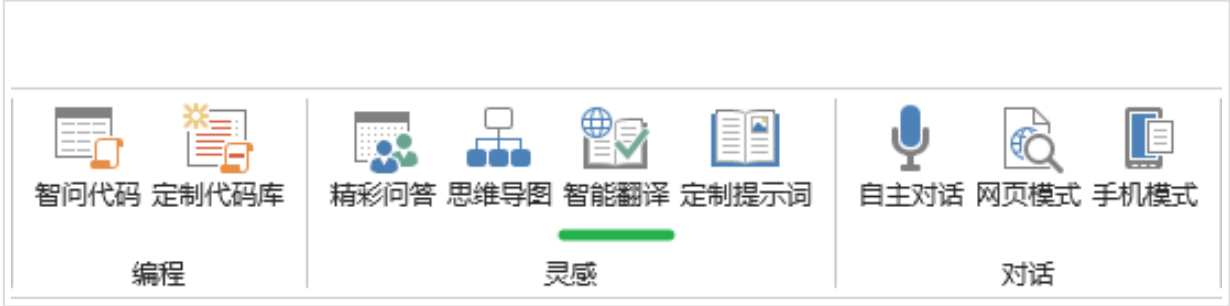 智问代码 定制代码库 精彩问答 思维导图 智能翻译 定制提示词 自主对话 网页模式 手机模式
编程 灵感 对话